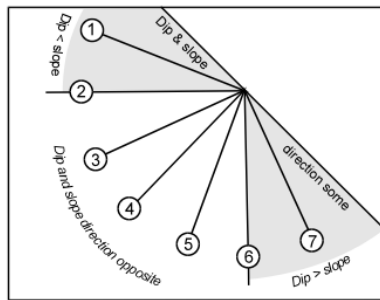 Dip < slope
Dip & slope
direction some
1
2
3
4
5
6
7
Dip and slope direction opposite
Dip > slope